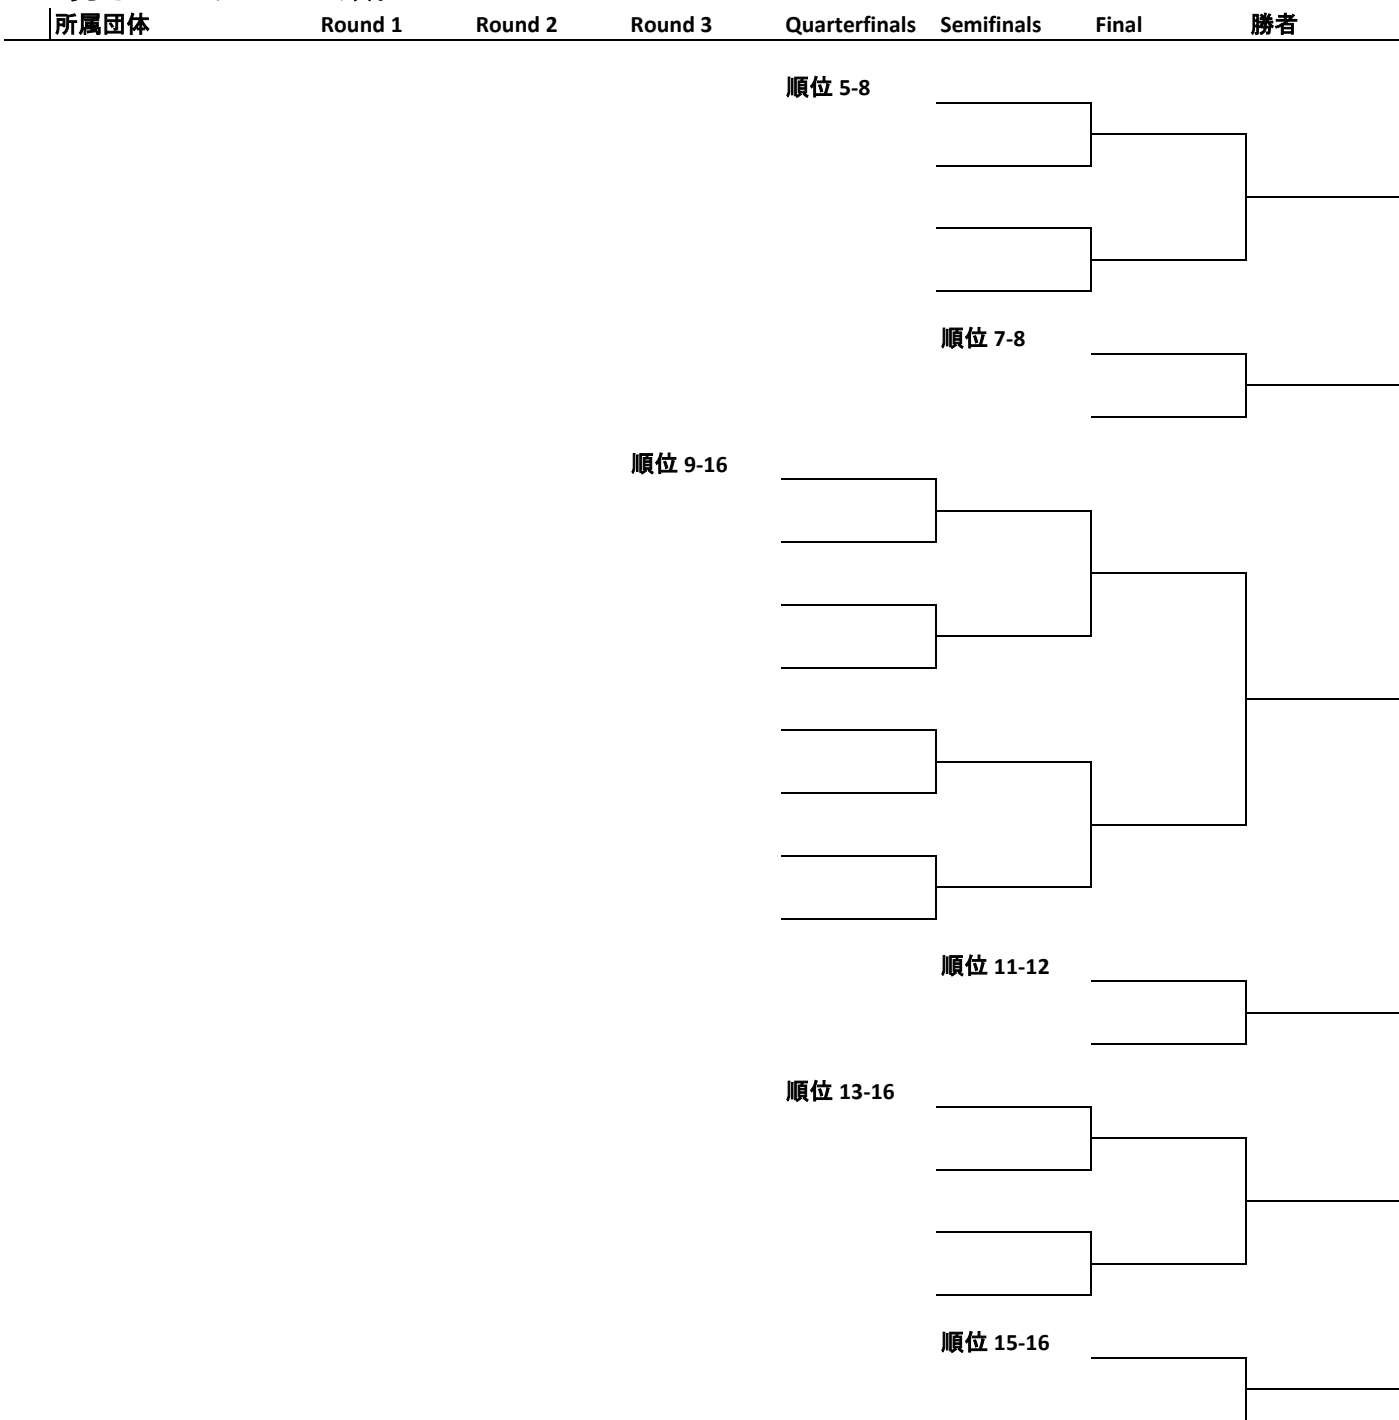 所属団体 Round 1 Round 2 Round 3 Quarterfinals Semifinals Final 勝者
順位 5-8
順位 7-8
順位 9-16
順位 11-12
順位 13-16
順位 15-16